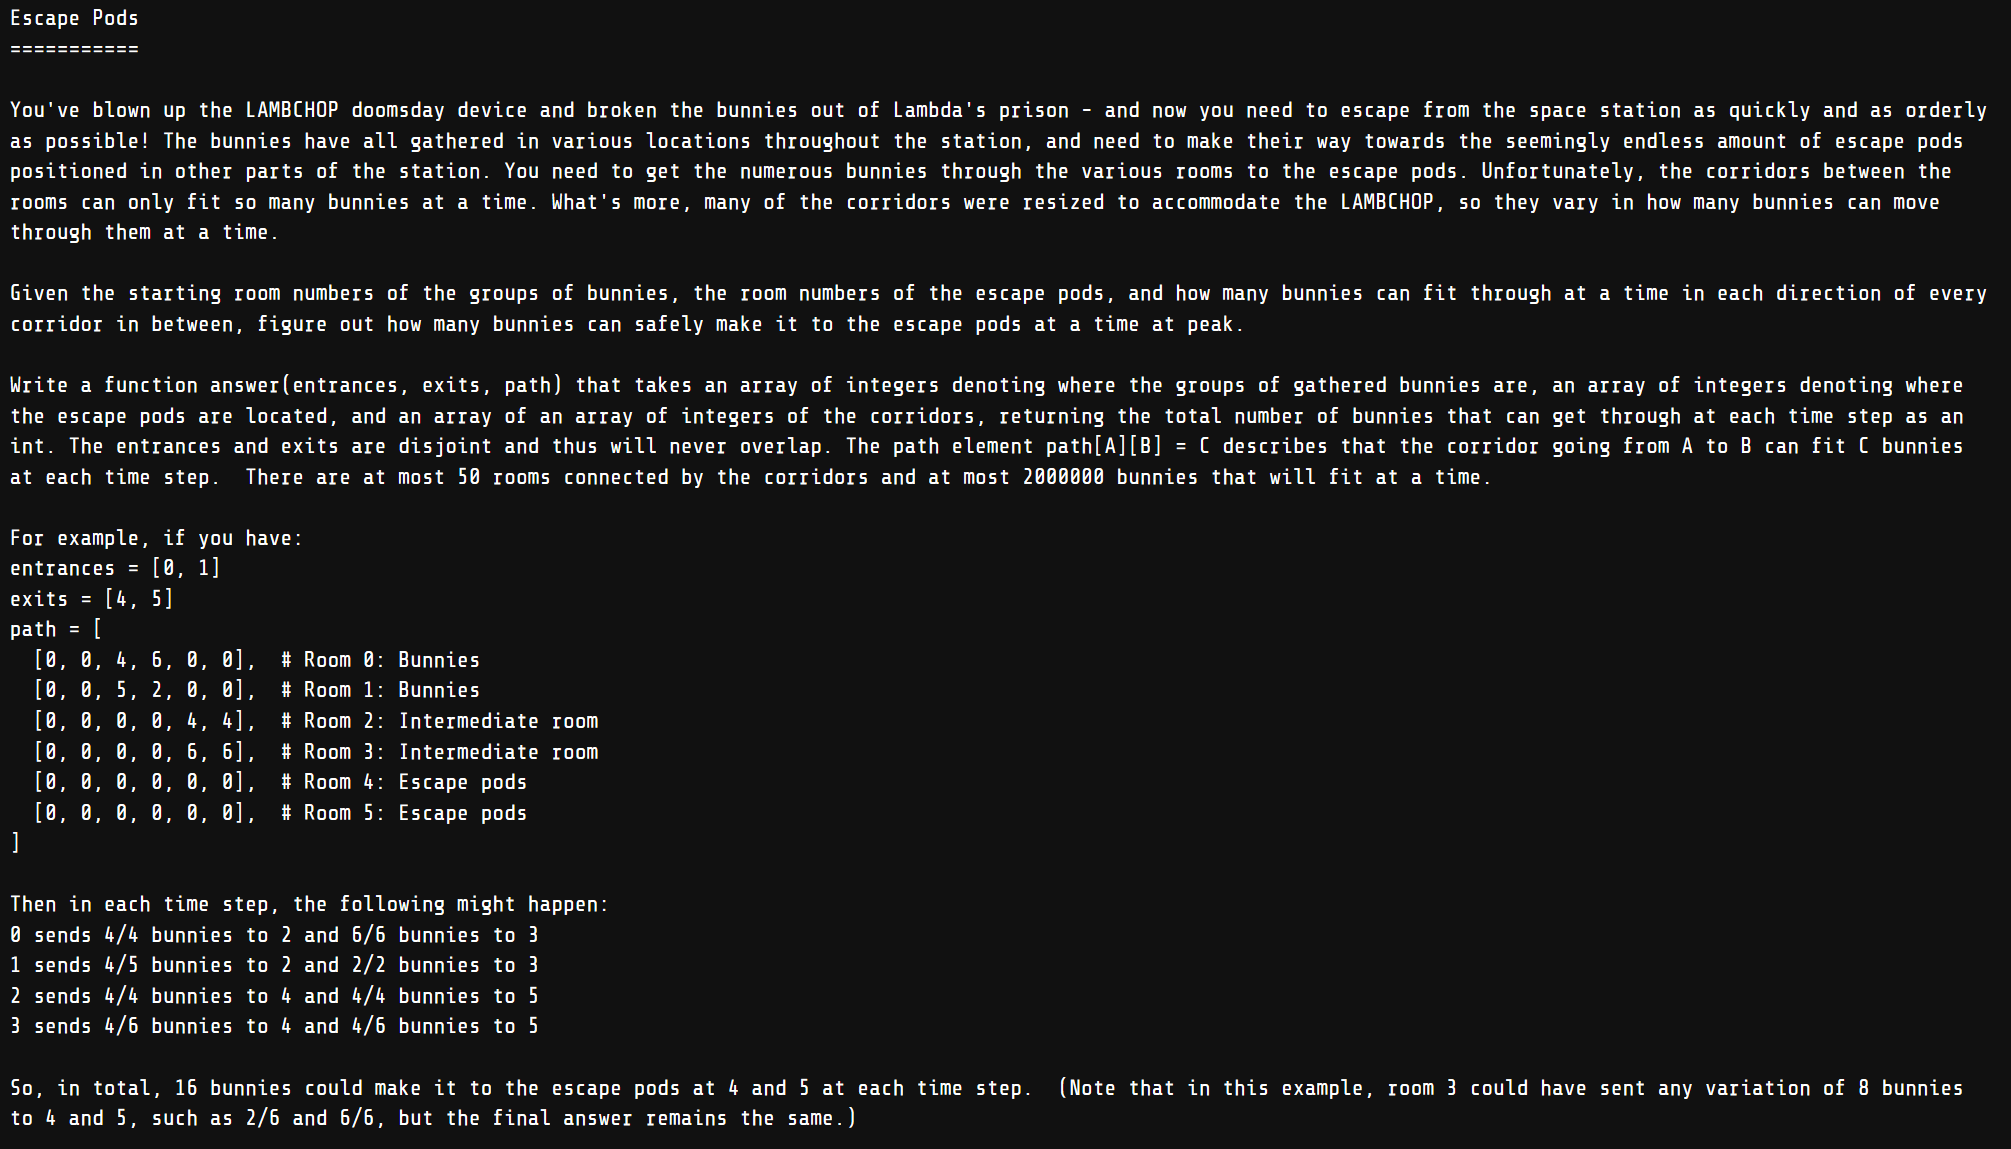 Escape Pods
===========
You've blown up the LAMBCHOP doomsday device and broken the bunnies out of Lambda's prison - and now you need to escape from the space station as quickly and as orderly
as possible! The bunnies have all gathered in various locations throughout the station, and need to make their way towards the seemingly endless amount of escape pods
positioned in other parts of the station. You need to get the numerous bunnies through the various rooms to the escape pods. Unfortunately, the corridors between the
rooms can only fit so many bunnies at a time. What's more, many of the corridors were resized to accommodate the LAMBCHOP, so they vary in how many bunnies can move
through them at a time.
Given the starting room numbers of the groups of bunnies, the room numbers of the escape pods, and how many bunnies can fit through at a time in each direction of every
corridor in between, figure out how many bunnies can safely make it to the escape pods at a time at peak.
Write a function answer(entrances, exits, path) that takes an array of integers denoting where the groups of gathered bunnies are, an array of integers denoting where
the escape pods are located, and an array of an array of integers of the corridors, returning the total number of bunnies that can get through at each time step as an
int. The entrances and exits are disjoint and thus will never overlap. The path element path[A][B] = C describes that the corridor going from A to B can fit C bunnies
at each time step.  There are at most 50 rooms connected by the corridors and at most 2000000 bunnies that will fit at a time.
For example, if you have:
entrances = [0, 1]
exits = [4, 5]
path = [
  [0, 0, 4, 6, 0, 0],  # Room 0: Bunnies
  [0, 0, 5, 2, 0, 0],  # Room 1: Bunnies
  [0, 0, 0, 0, 4, 4],  # Room 2: Intermediate room
  [0, 0, 0, 0, 6, 6],  # Room 3: Intermediate room
  [0, 0, 0, 0, 0, 0],  # Room 4: Escape pods
  [0, 0, 0, 0, 0, 0],  # Room 5: Escape pods
]
Then in each time step, the following might happen:
0 sends 4/4 bunnies to 2 and 6/6 bunnies to 3
1 sends 4/5 bunnies to 2 and 2/2 bunnies to 3
2 sends 4/4 bunnies to 4 and 4/4 bunnies to 5
3 sends 4/6 bunnies to 4 and 4/6 bunnies to 5
So, in total, 16 bunnies could make it to the escape pods at 4 and 5 at each time step.  (Note that in this example, room 3 could have sent any variation of 8 bunnies
to 4 and 5, such as 2/6 and 6/6, but the final answer remains the same.)